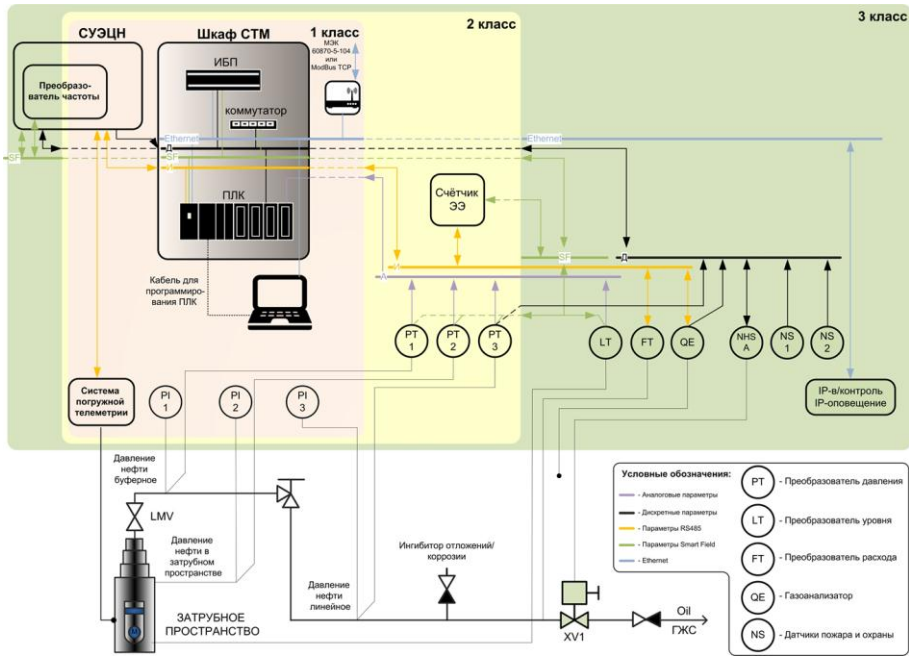 3 класс
2 класс
1 класс
СУЭЦН
Шкаф СТМ
МЭК
60870-5-104
или
ModBus TCP
ИБП
Преобразо-
ватель частоты
коммутатор
Ethernet
Ethernet
Д
SF
SF
И
ПЛК
Счётчик
ЭЭ
SF
Д
И
А
Кабель для
программиро-
вания ПЛК
PT
1
PT
2
PT
3
LT
FT
QE
NHS
A
NS
1
NS
2
Система
погружной
телеметрии
PI
1
PI
2
PI
3
IP-в/контроль
IP-оповещение
Давление
нефти
буферное
LMV
Давление
нефти в
затрубном
пространстве
Давление
нефти
линейное
Ингибитор отложений/
коррозии
ЗАТРУБНОЕ
ПРОСТРАНСТВО
M
XV1
Oil
ГЖС
Условные обозначения:
- Аналоговые параметры
- Дискретные параметры
- Параметры RS485
- Параметры Smart Field
- Ethernet
PT - Преобразователь давления
LT - Преобразователь уровня
FT - Преобразователь расхода
QE - Газоанализатор
NS - Датчики пожара и охраны